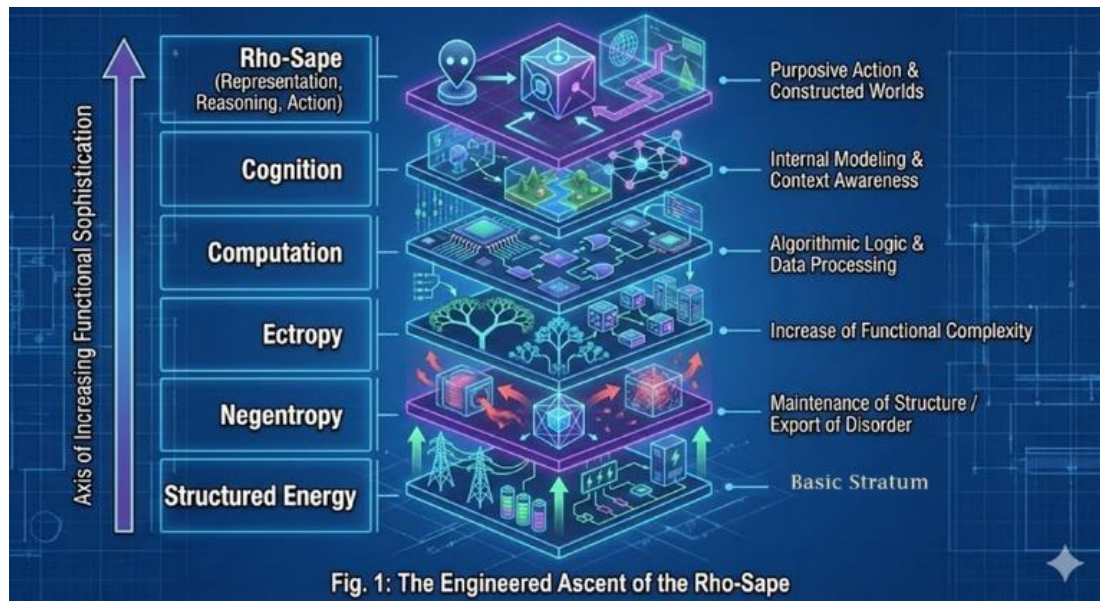 Axis of Increasing Functional Sophistication
Rho-Sape
(Representation,
Reasoning, Action)
Purposive Action &
Constructed Worlds
Cognition
Internal Modeling &
Context Awareness
Computation
Algorithmic Logic &
Data Processing
Ectropy
Increase of Functional Complexity
Negentropy
Maintenance of Structure /
Export of Disorder
Structured Energy
Basic Stratum
Fig. 1: The Engineered Ascent of the Rho-Sape